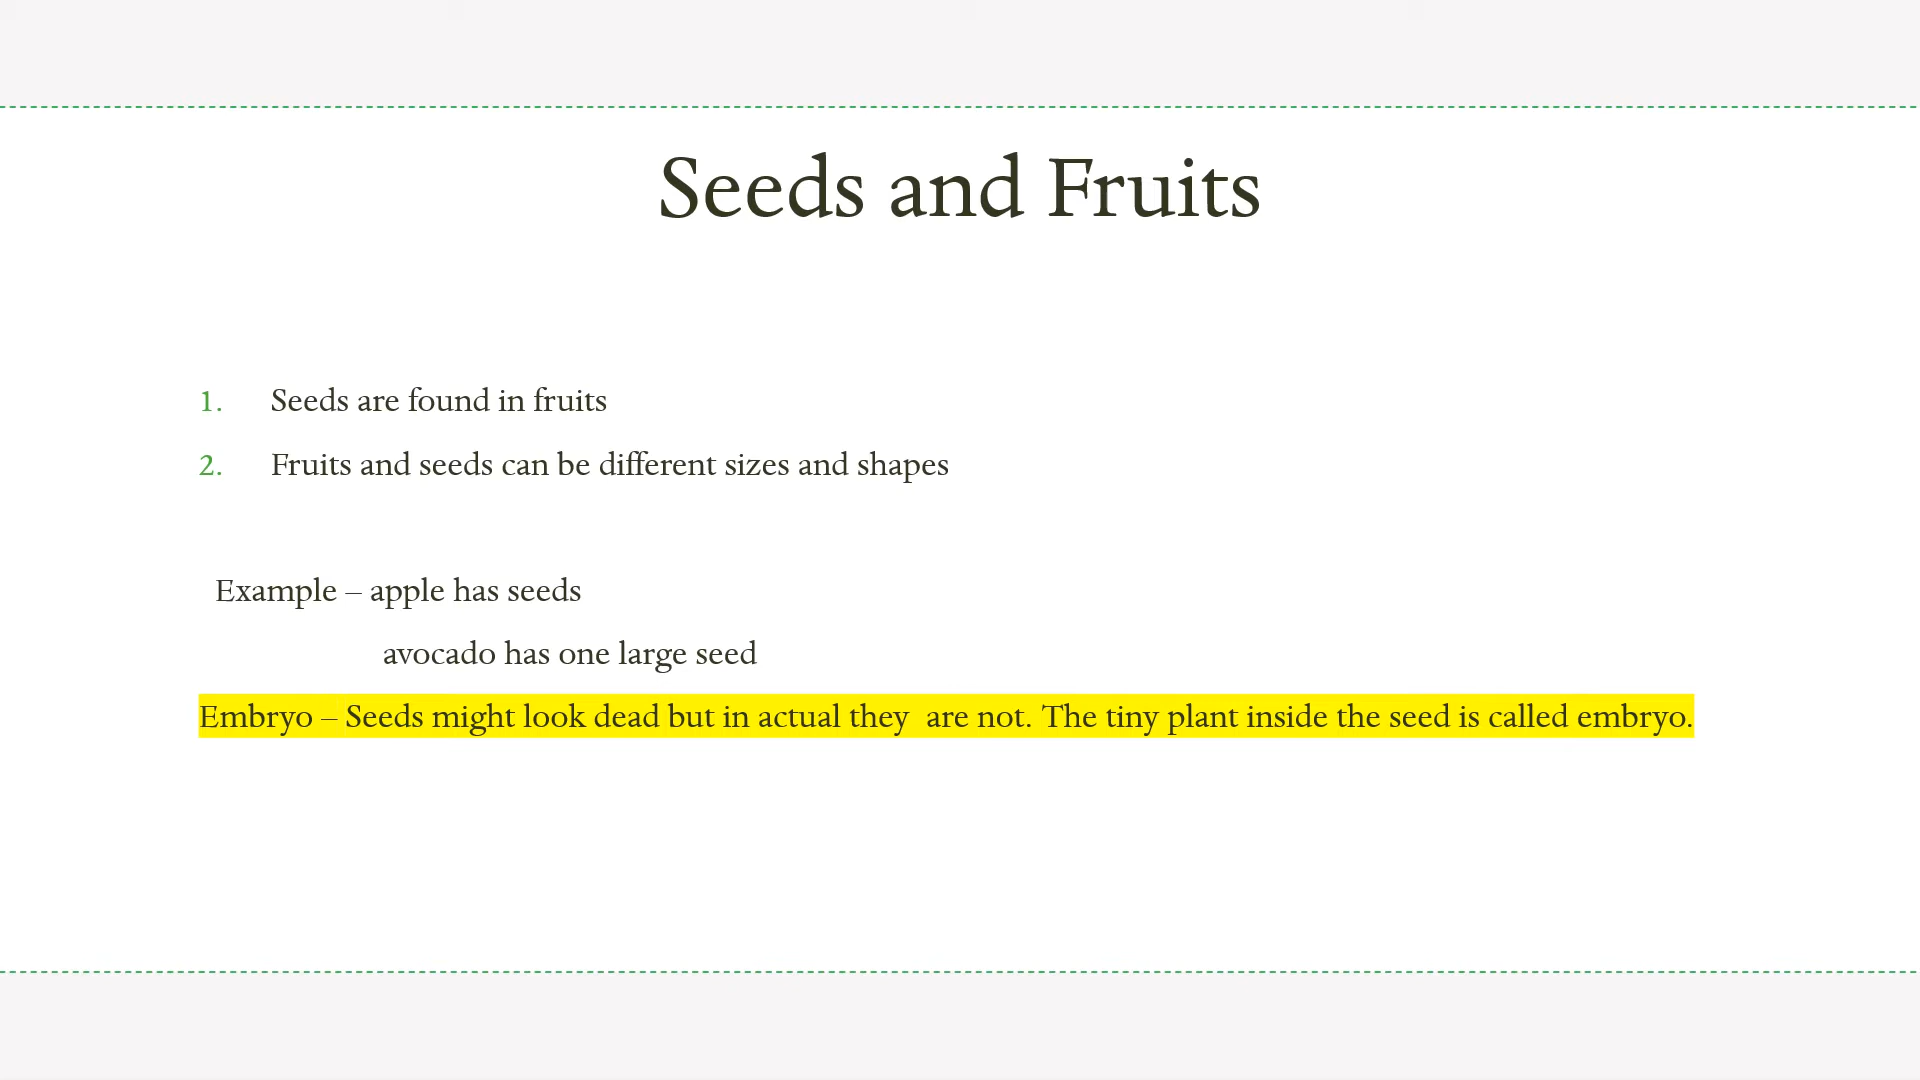 Seeds and Fruits
1. Seeds are found in fruits
2. Fruits and seeds can be different sizes and shapes
Example – apple has seeds
avocado has one large seed
Embryo – Seeds might look dead but in actual they  are not. The tiny plant inside the seed is called embryo.